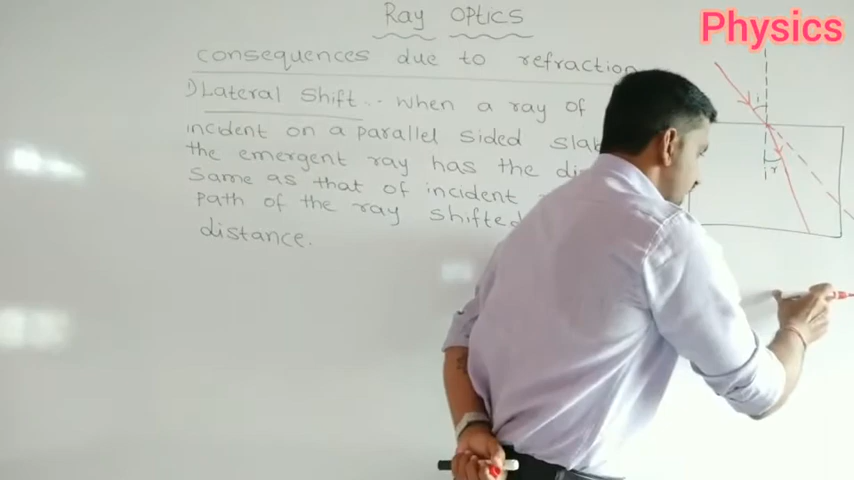 Physics
Ray Optics
consequences due to refraction
1) Lateral Shift :- When a ray of
incident on a parallel sided slab
the emergent ray has the
same as that of incident
path of the ray shifted
distance.
i
r